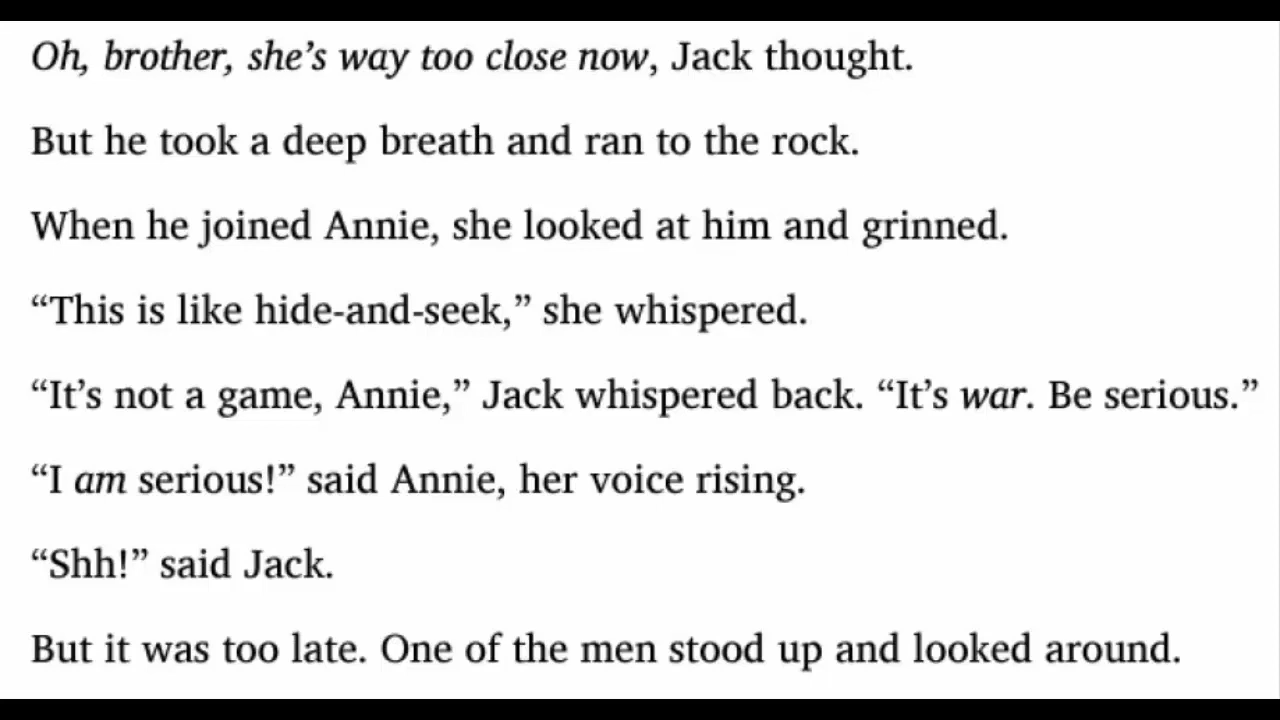 Oh, brother, she’s way too close now, Jack thought.
But he took a deep breath and ran to the rock.
When he joined Annie, she looked at him and grinned.
“This is like hide-and-seek,” she whispered.
“It’s not a game, Annie,” Jack whispered back. “It’s war. Be serious.”
“I am serious!” said Annie, her voice rising.
“Shh!” said Jack.
But it was too late. One of the men stood up and looked around.